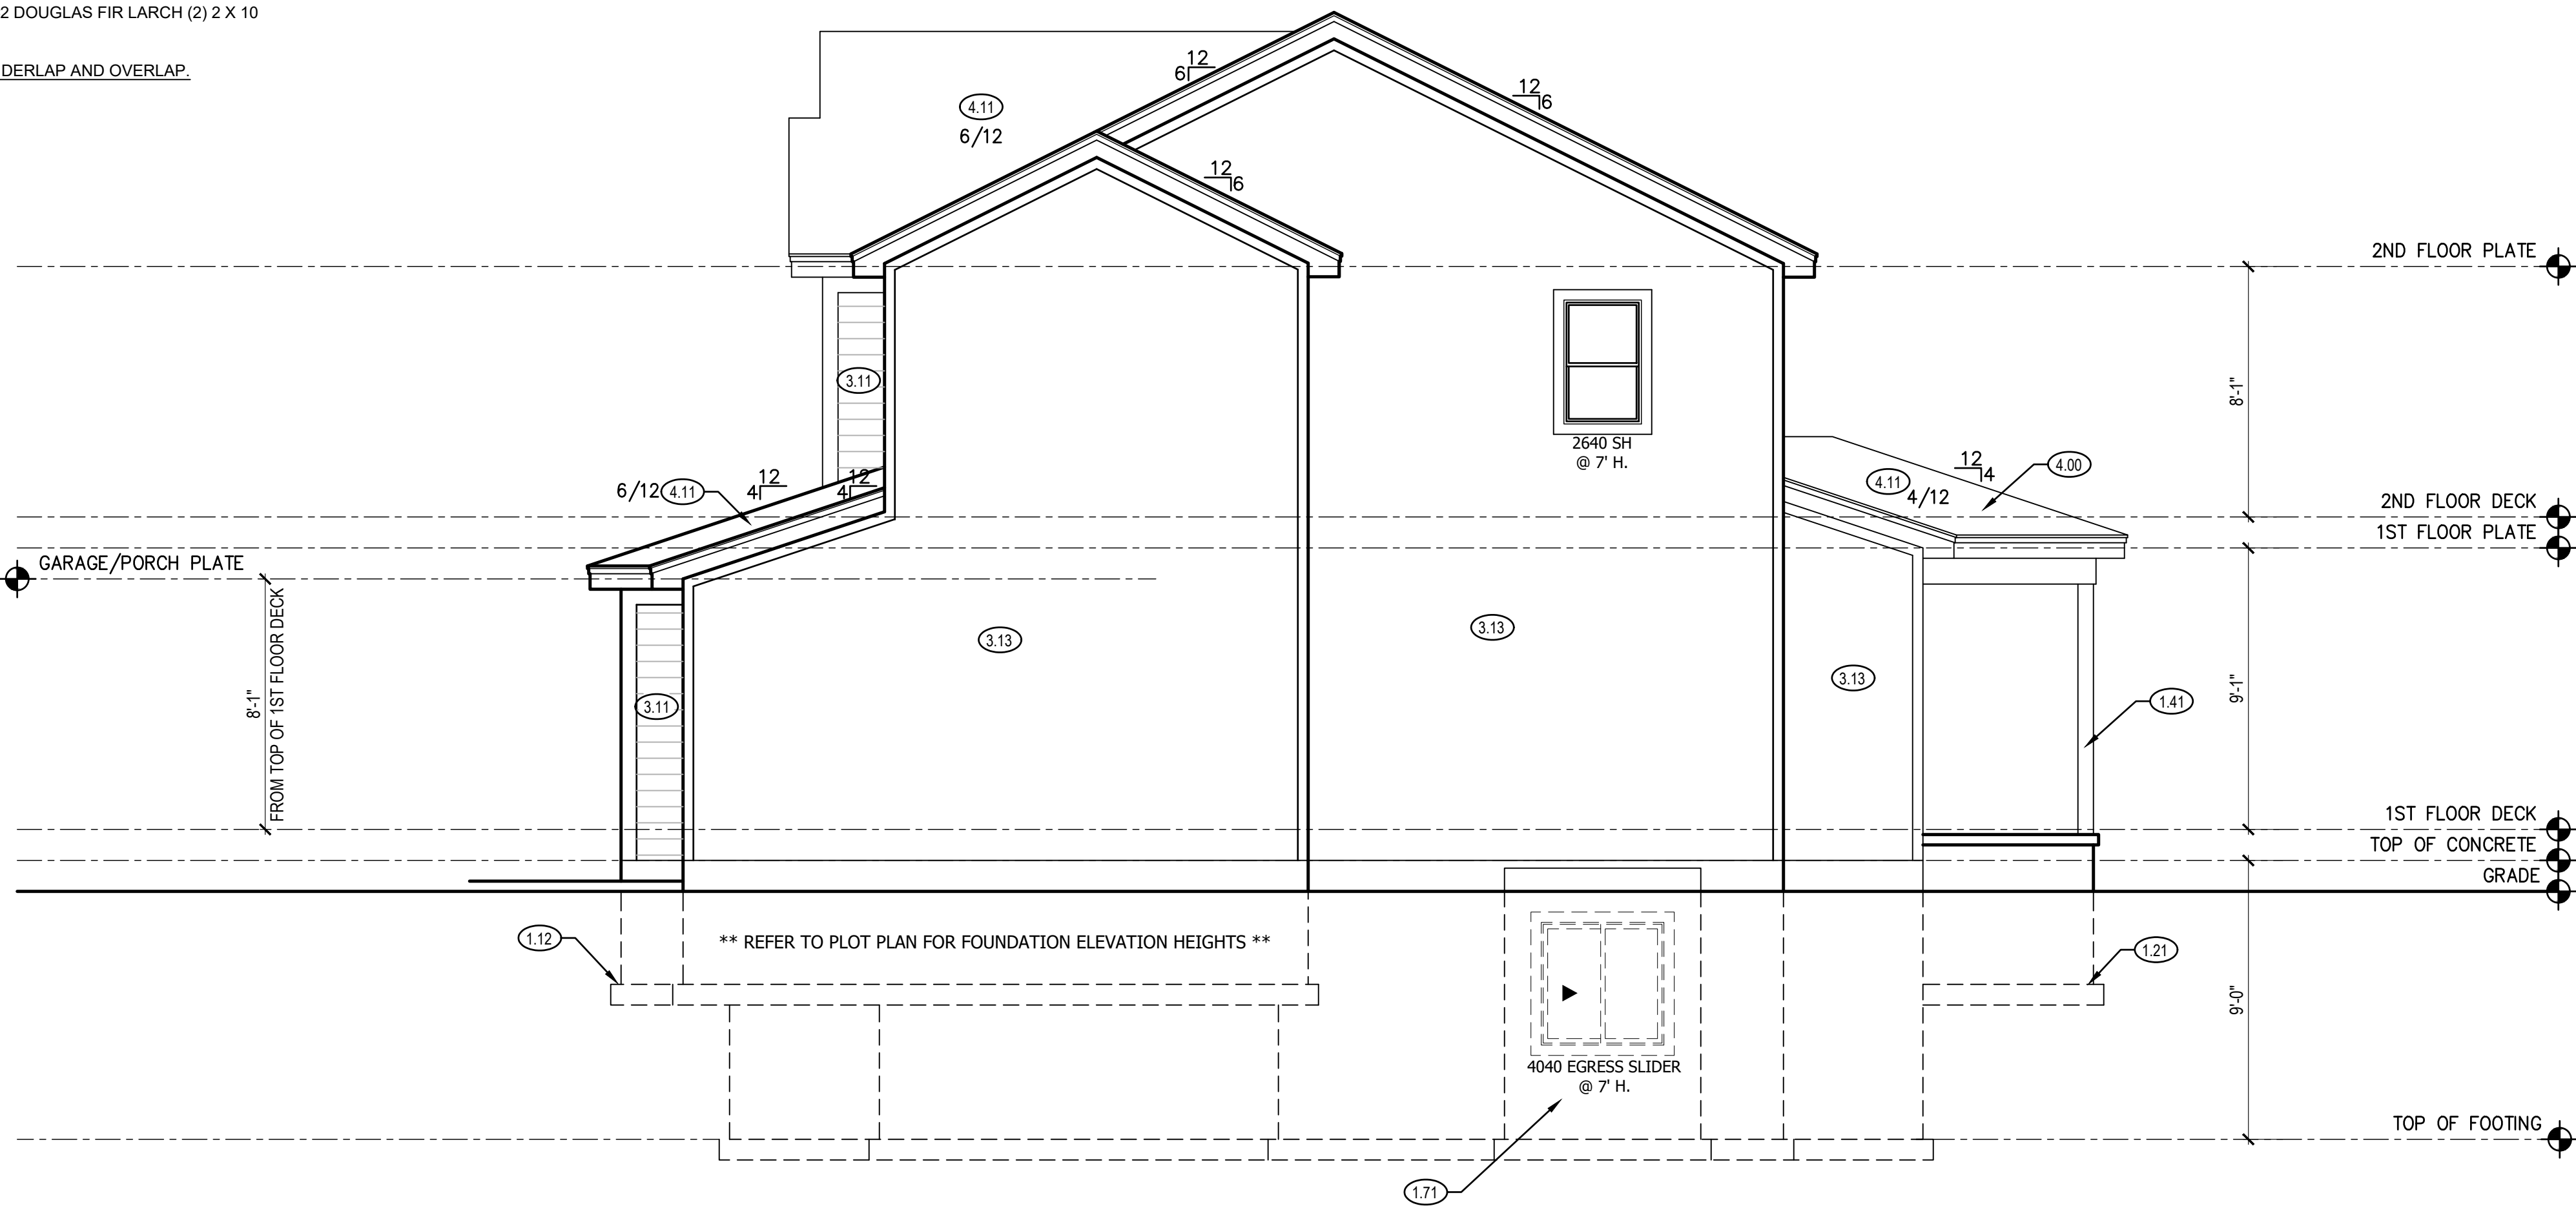 2 DOUGLAS FIR LARCH (2) 2 X 10
DERLAP AND OVERLAP.
12
6
12
6
4.11
6/12
12
6
2ND FLOOR PLATE
3.11
8'-1"
2640 SH
@ 7' H.
6/12
4.11
12
4
12
4
12
4
4.00
4.11
4/12
2ND FLOOR DECK
1ST FLOOR PLATE
GARAGE/PORCH PLATE
8'-1"
FROM TOP OF 1ST FLOOR DECK
3.11
3.13
3.13
3.13
1.41
9'-1"
1ST FLOOR DECK
TOP OF CONCRETE
GRADE
1.12
** REFER TO PLOT PLAN FOR FOUNDATION ELEVATION HEIGHTS **
1.21
9'-0"
4040 EGRESS SLIDER
@ 7' H.
TOP OF FOOTING
1.71